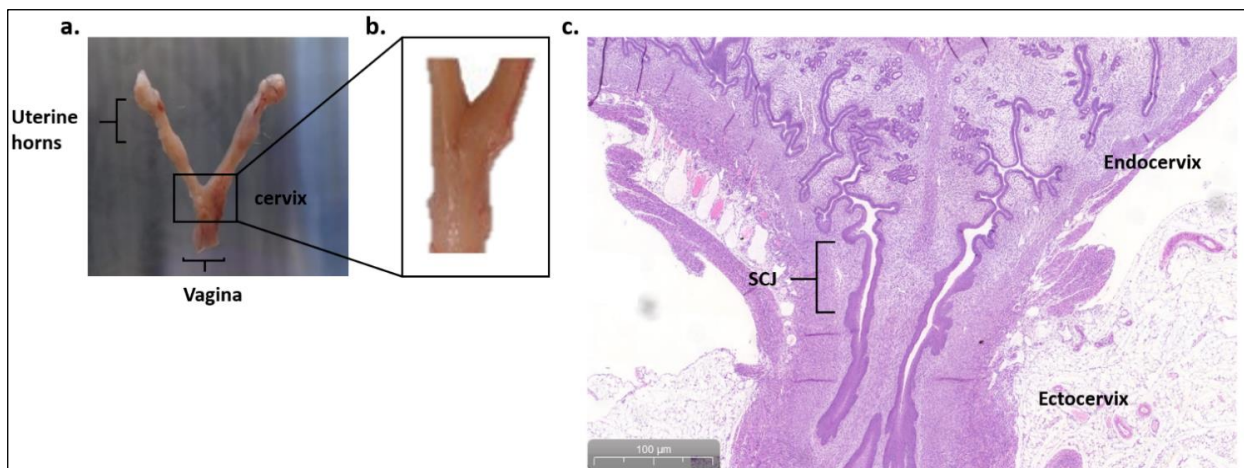 a.
b.
c.
Uterine
horns
cervix
Vagina
Endocervix
SCJ
Ectocervix
100 µm